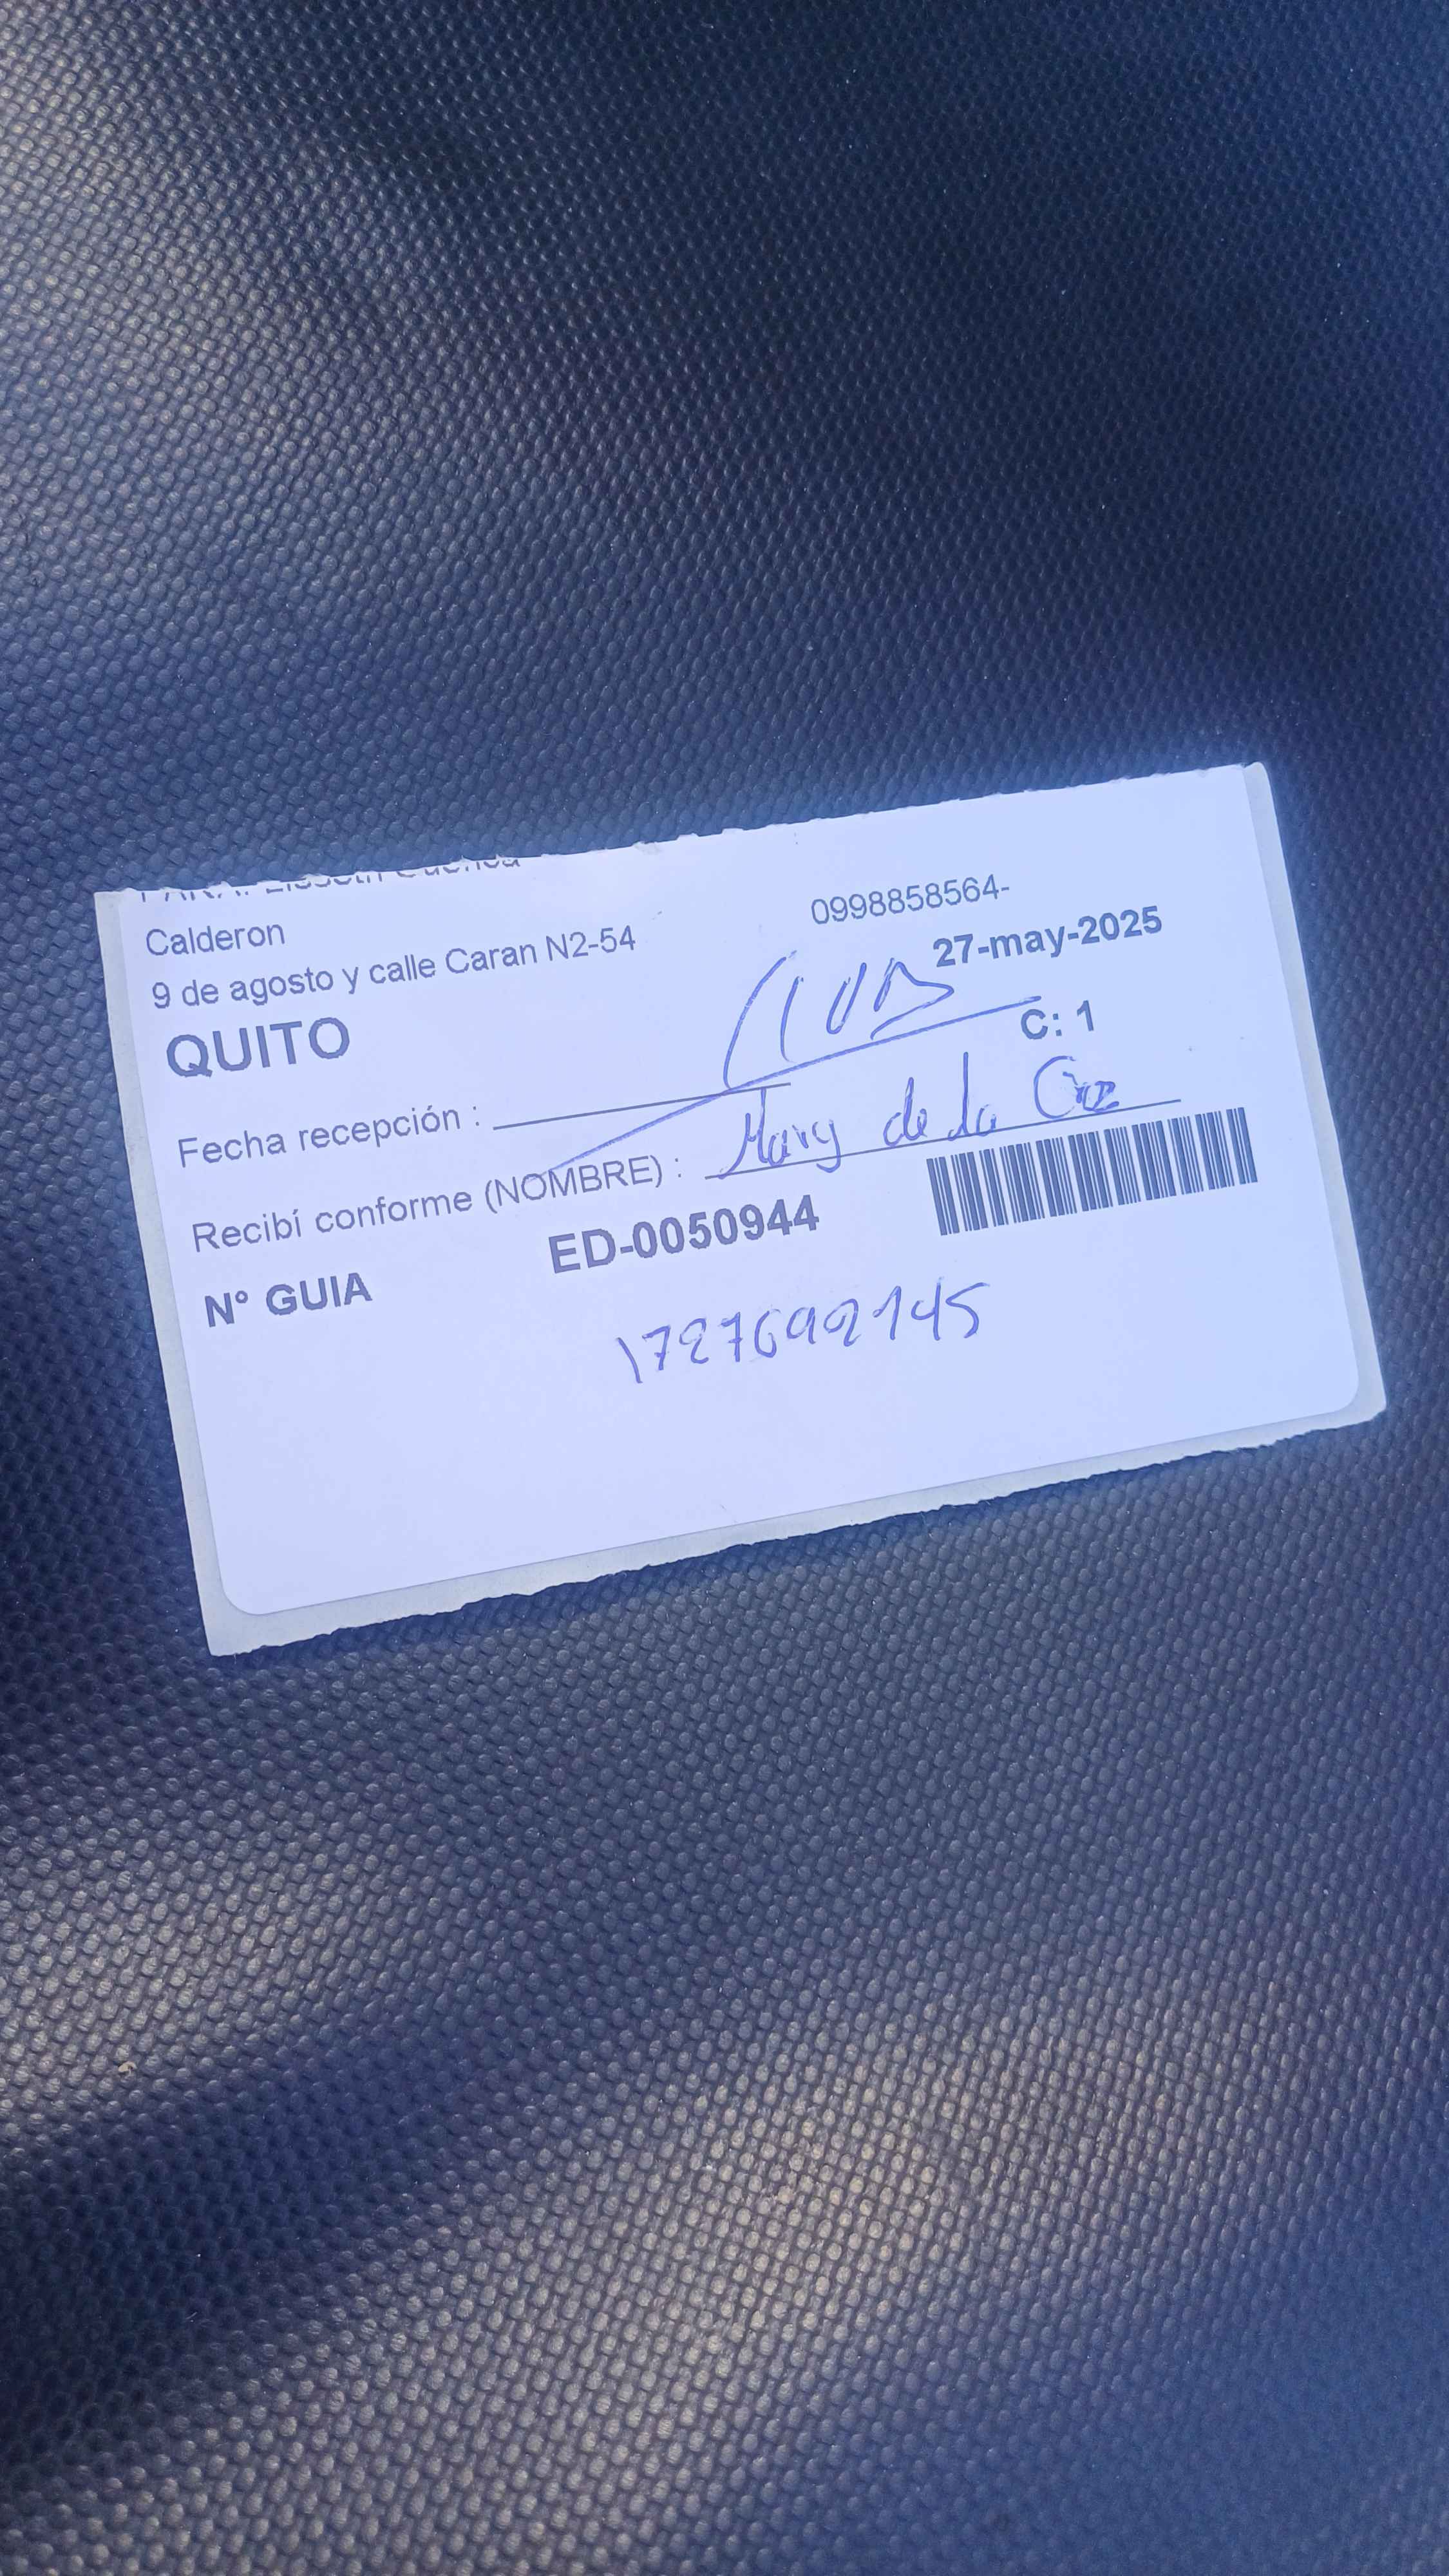 Calderon
0998858564-
9 de agosto y calle Caran N2-54
27-may-2025
QUITO
C: 1
Fecha recepción :
Recibí conforme (NOMBRE) : Mary de la Cruz
N° GUIA ED-0050944
1727692145